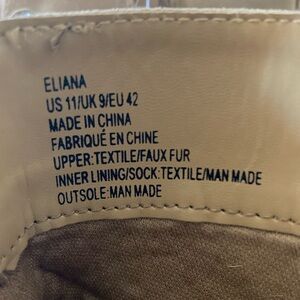 ELIANA
US 11/UK 9/EU 42
MADE IN CHINA
FABRIQUÉ EN CHINE
UPPER:TEXTILE/FAUX FUR
INNER LINING/SOCK:TEXTILE/MAN MADE
OUTSOLE:MAN MADE